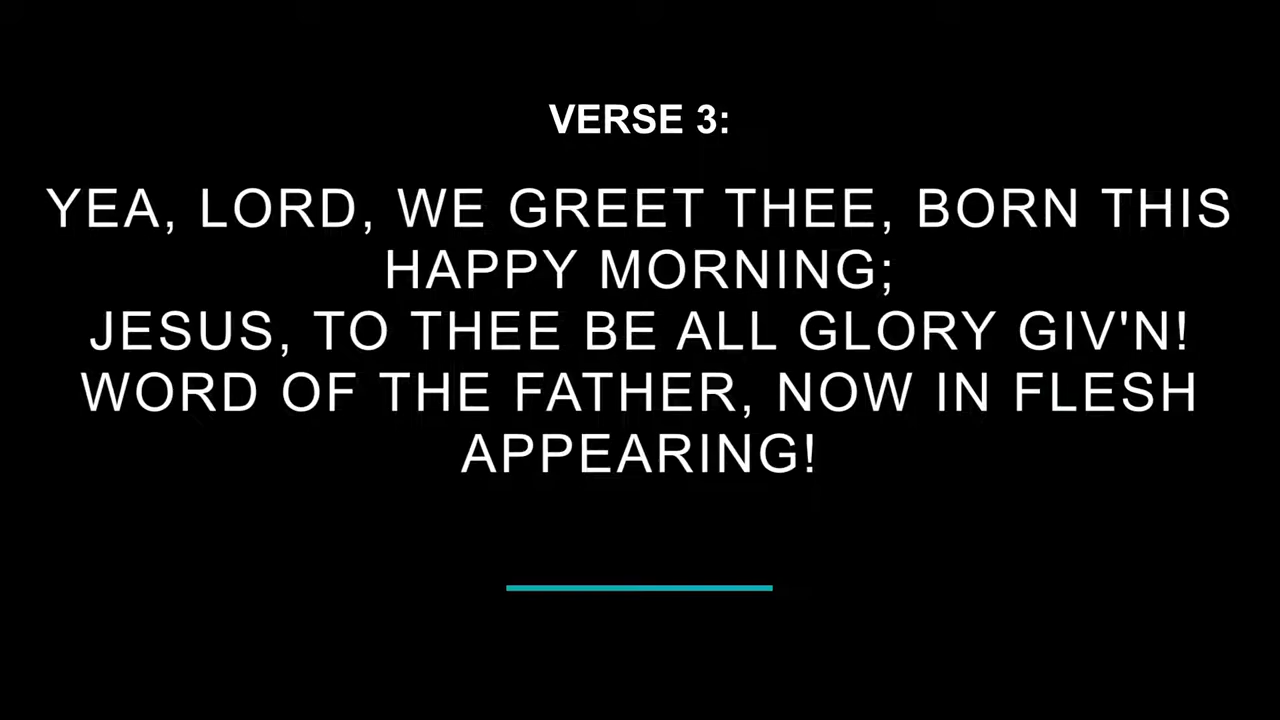 VERSE 3:
YEA, LORD, WE GREET THEE, BORN THIS
HAPPY MORNING;
JESUS, TO THEE BE ALL GLORY GIV'N!
WORD OF THE FATHER, NOW IN FLESH
APPEARING!